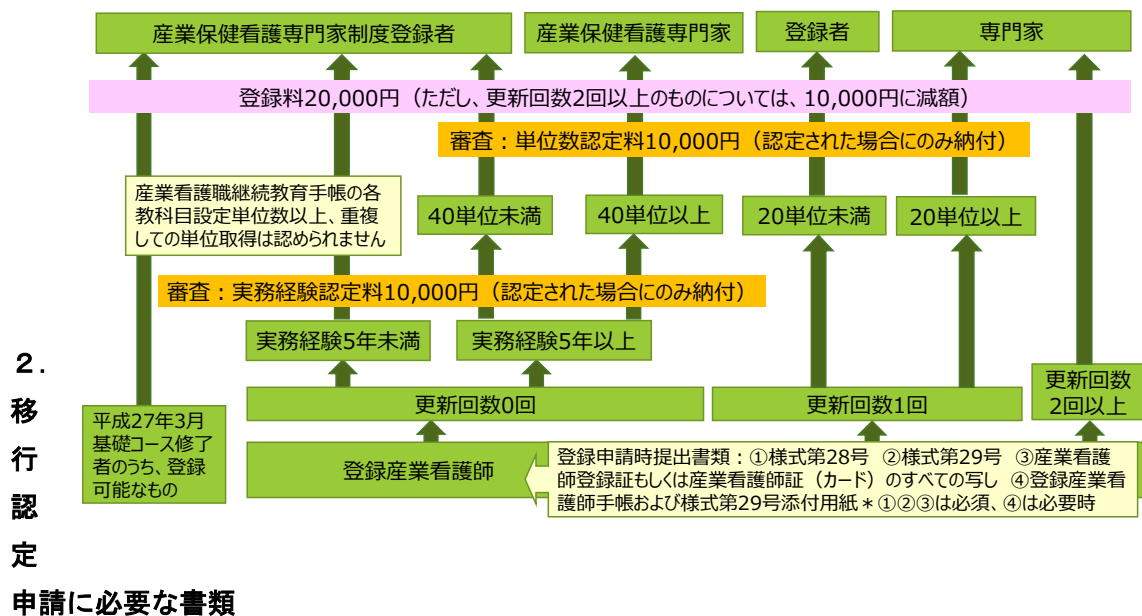 産業保健看護専門家制度登録者
産業保健看護専門家
登録者
専門家
登録料20,000円（ただし、更新回数2回以上のものについては、10,000円に減額）
審査：単位数認定料10,000円（認定された場合にのみ納付）
産業看護職継続教育手帳の各
教科目設定単位数以上、重複
しての単位取得は認められません
40単位未満
40単位以上
20単位未満
20単位以上
審査：実務経験認定料10,000円（認定された場合にのみ納付）
実務経験5年未満
実務経験5年以上
更新回数0回
更新回数1回
更新回数
2回以上
平成27年3月
基礎コース修了
者のうち、登録
可能なもの
登録産業看護師
登録申請時提出書類：①様式第28号　②様式第29号　③産業看護
師登録証もしくは産業看護師証（カード）のすべての写し　④登録産業看
護師手帳および様式第29号添付用紙＊①②③は必須、④は必要時
２．
移
行
認
定
申請に必要な書類